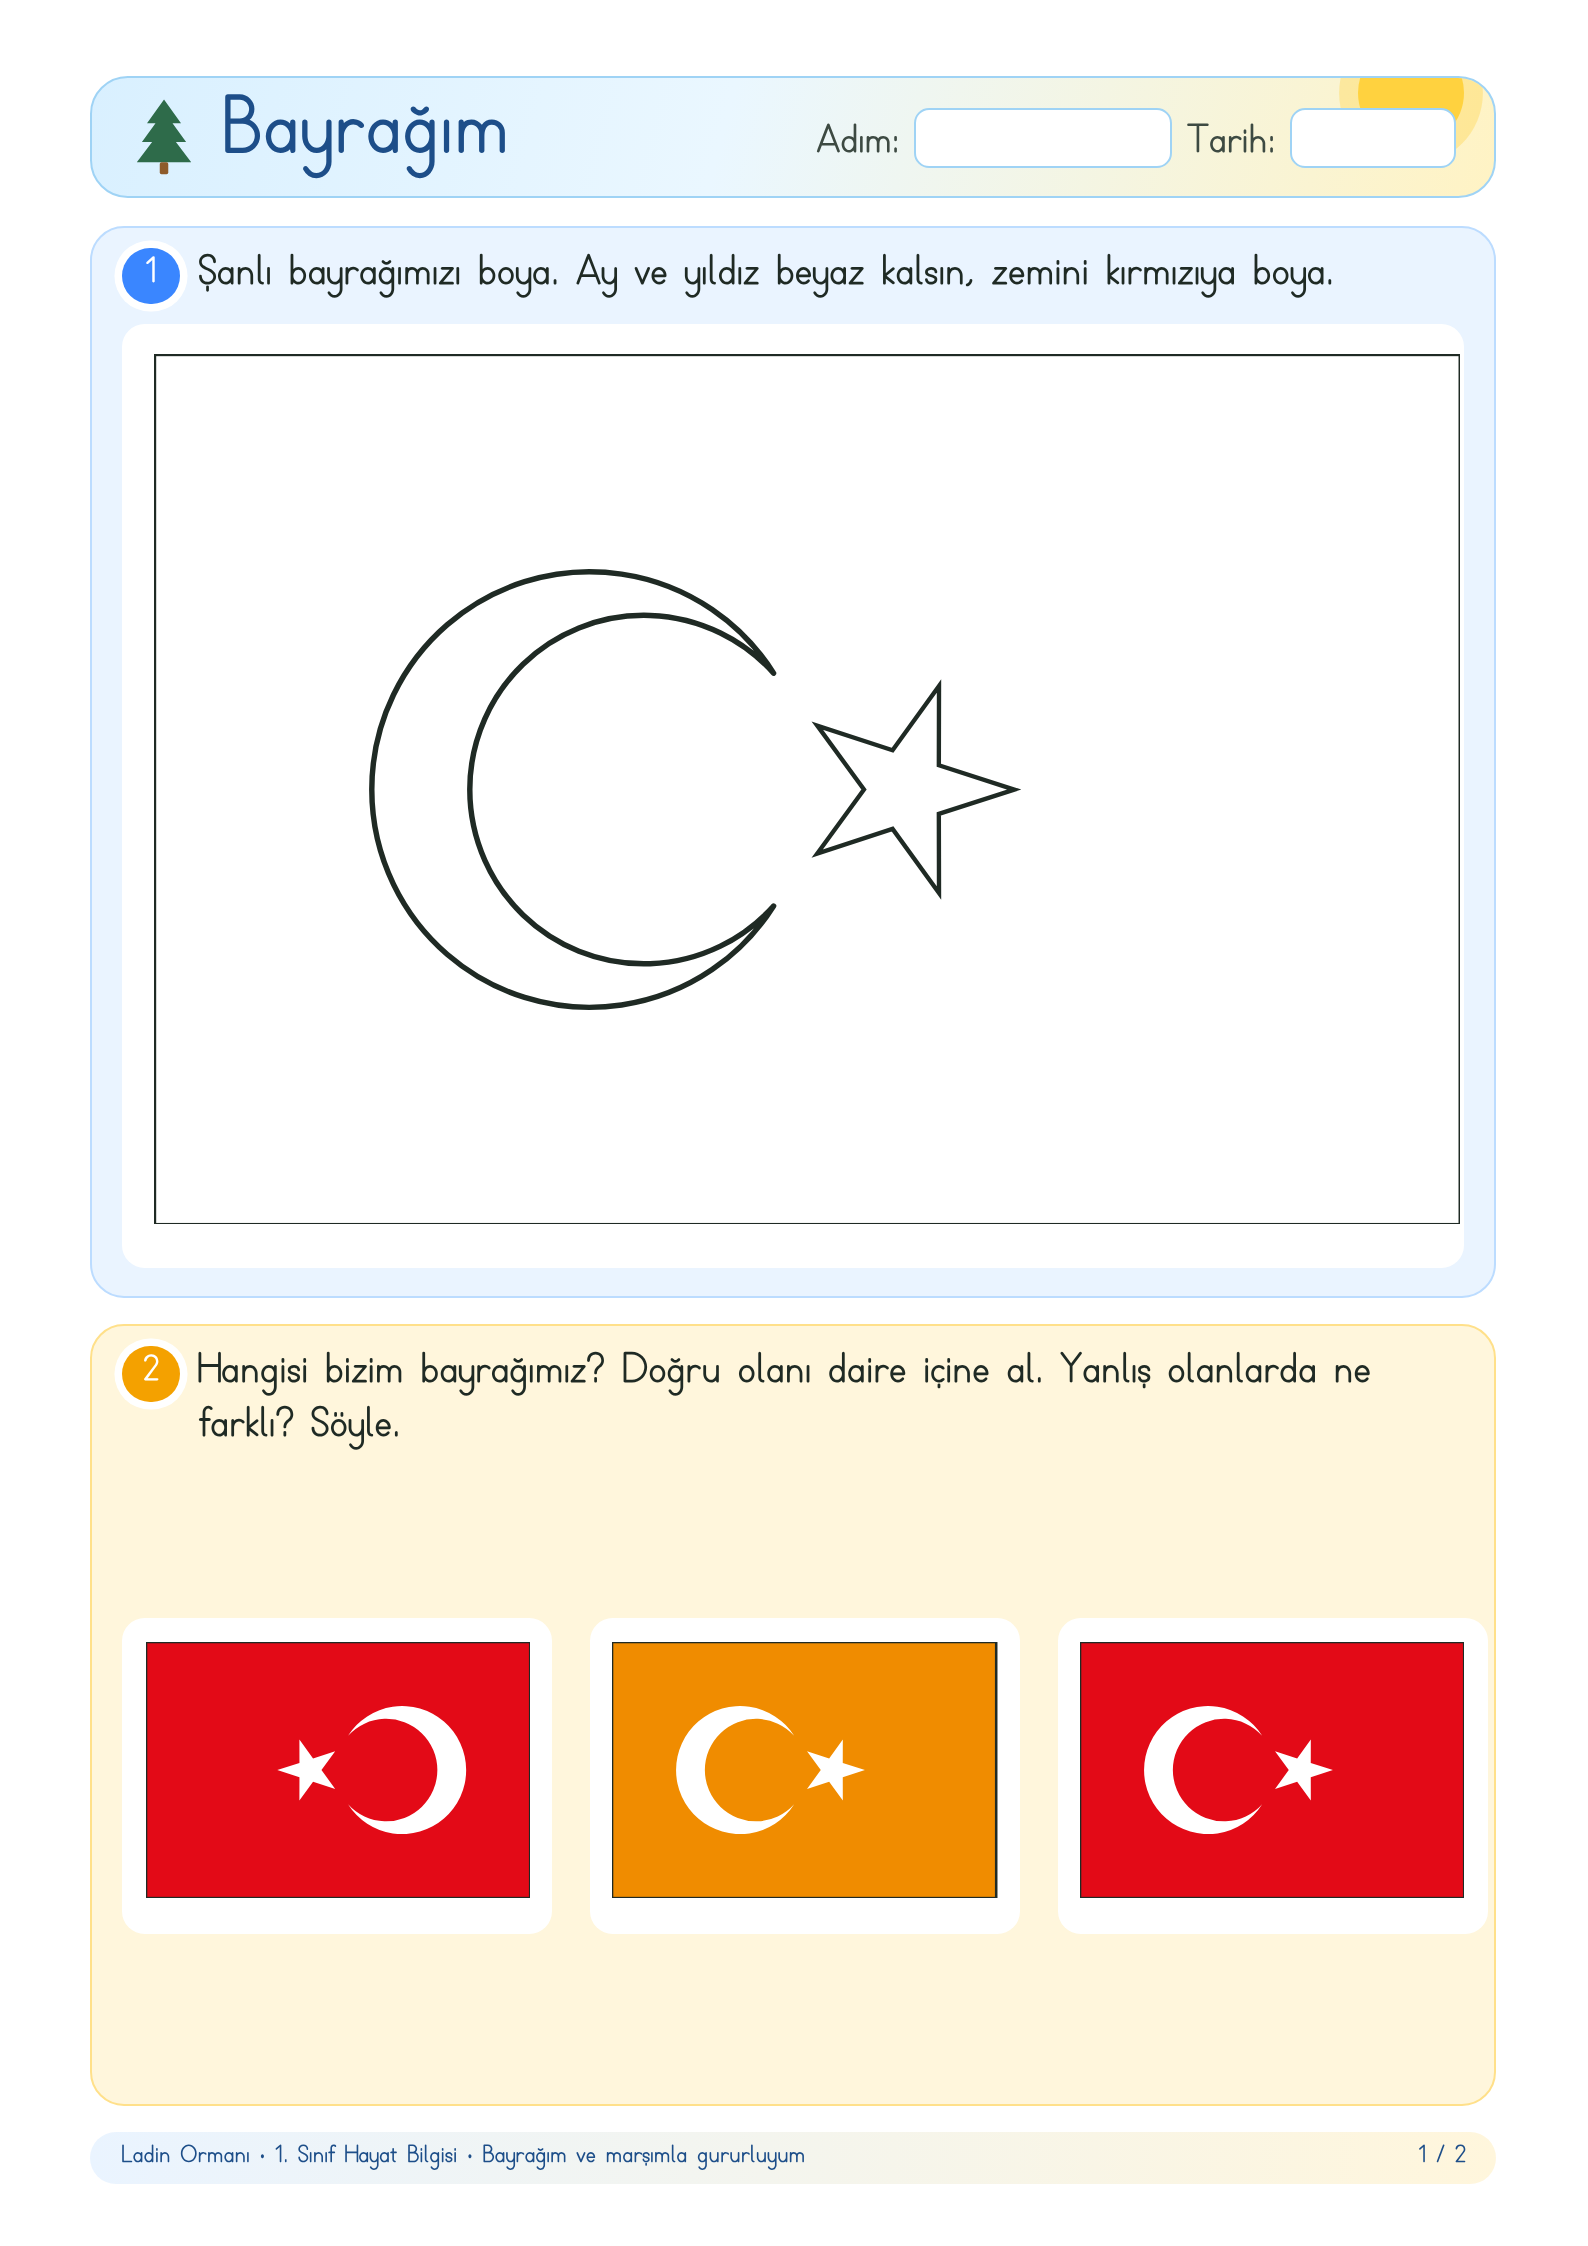 Bayrağım
Adım:
Tarih:
1
Şanlı bayrağımızı boya. Ay ve yıldız beyaz kalsın, zemini kırmızıya boya.
2
Hangisi bizim bayrağımız? Doğru olanı daire içine al. Yanlış olanlarda ne
farklı? Söyle.
Ladin Ormanı • 1. Sınıf Hayat Bilgisi • Bayrağım ve marşımla gururluyum
1 / 2